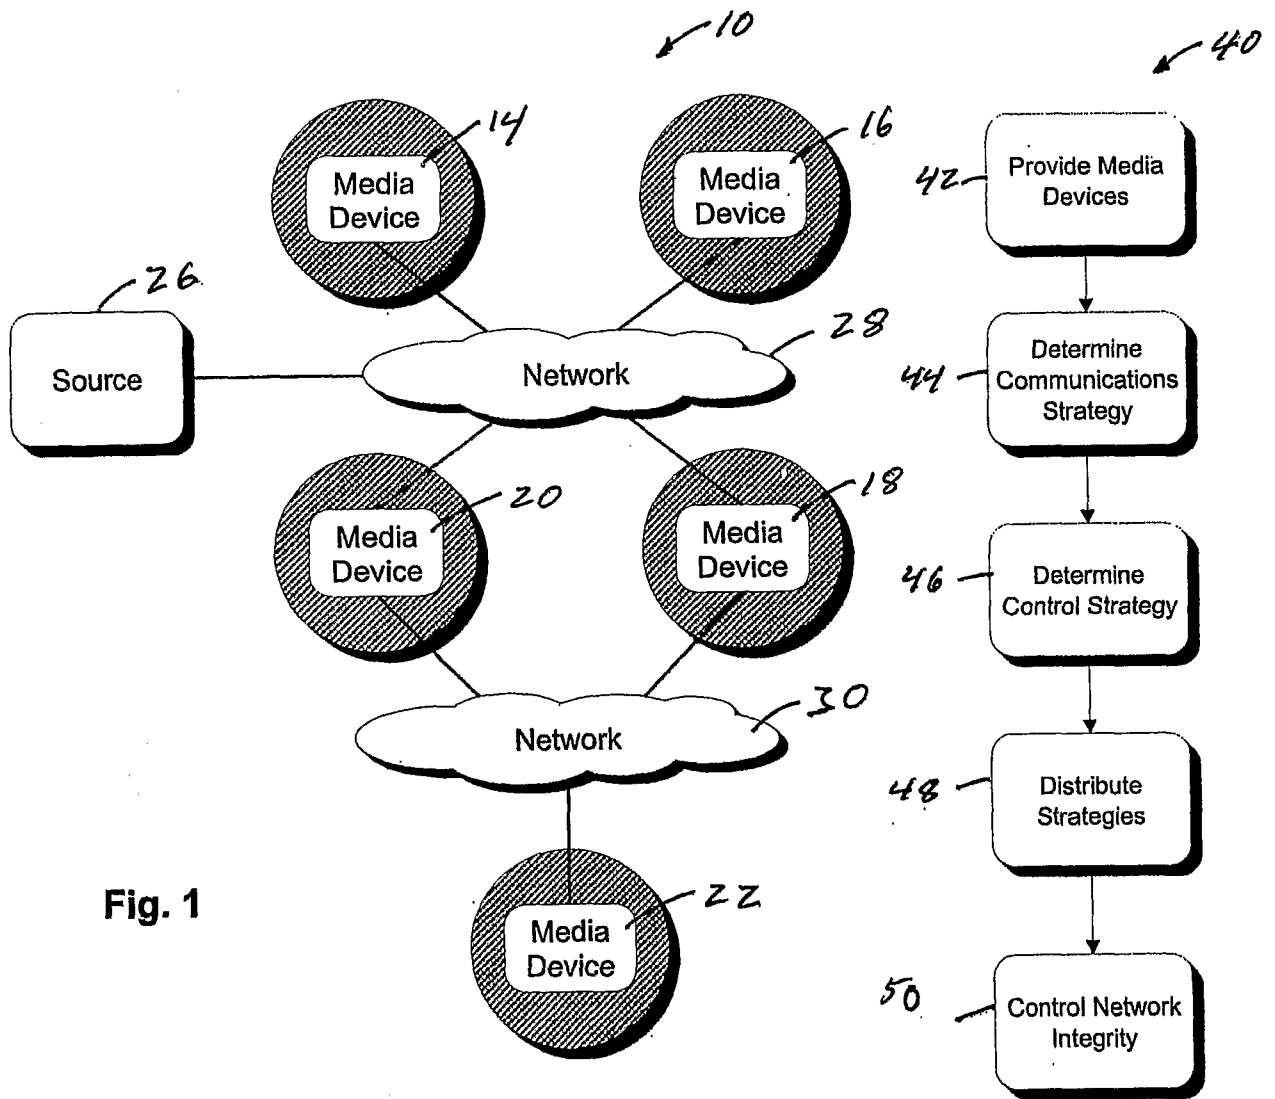 10
14
Media
Device
16
Media
Device
26
Source
28
Network
20
Media
Device
18
Media
Device
30
Network
22
Media
Device
Fig. 1
40
42
Provide Media
Devices
44
Determine
Communications
Strategy
46
Determine
Control Strategy
48
Distribute
Strategies
50
Control Network
Integrity